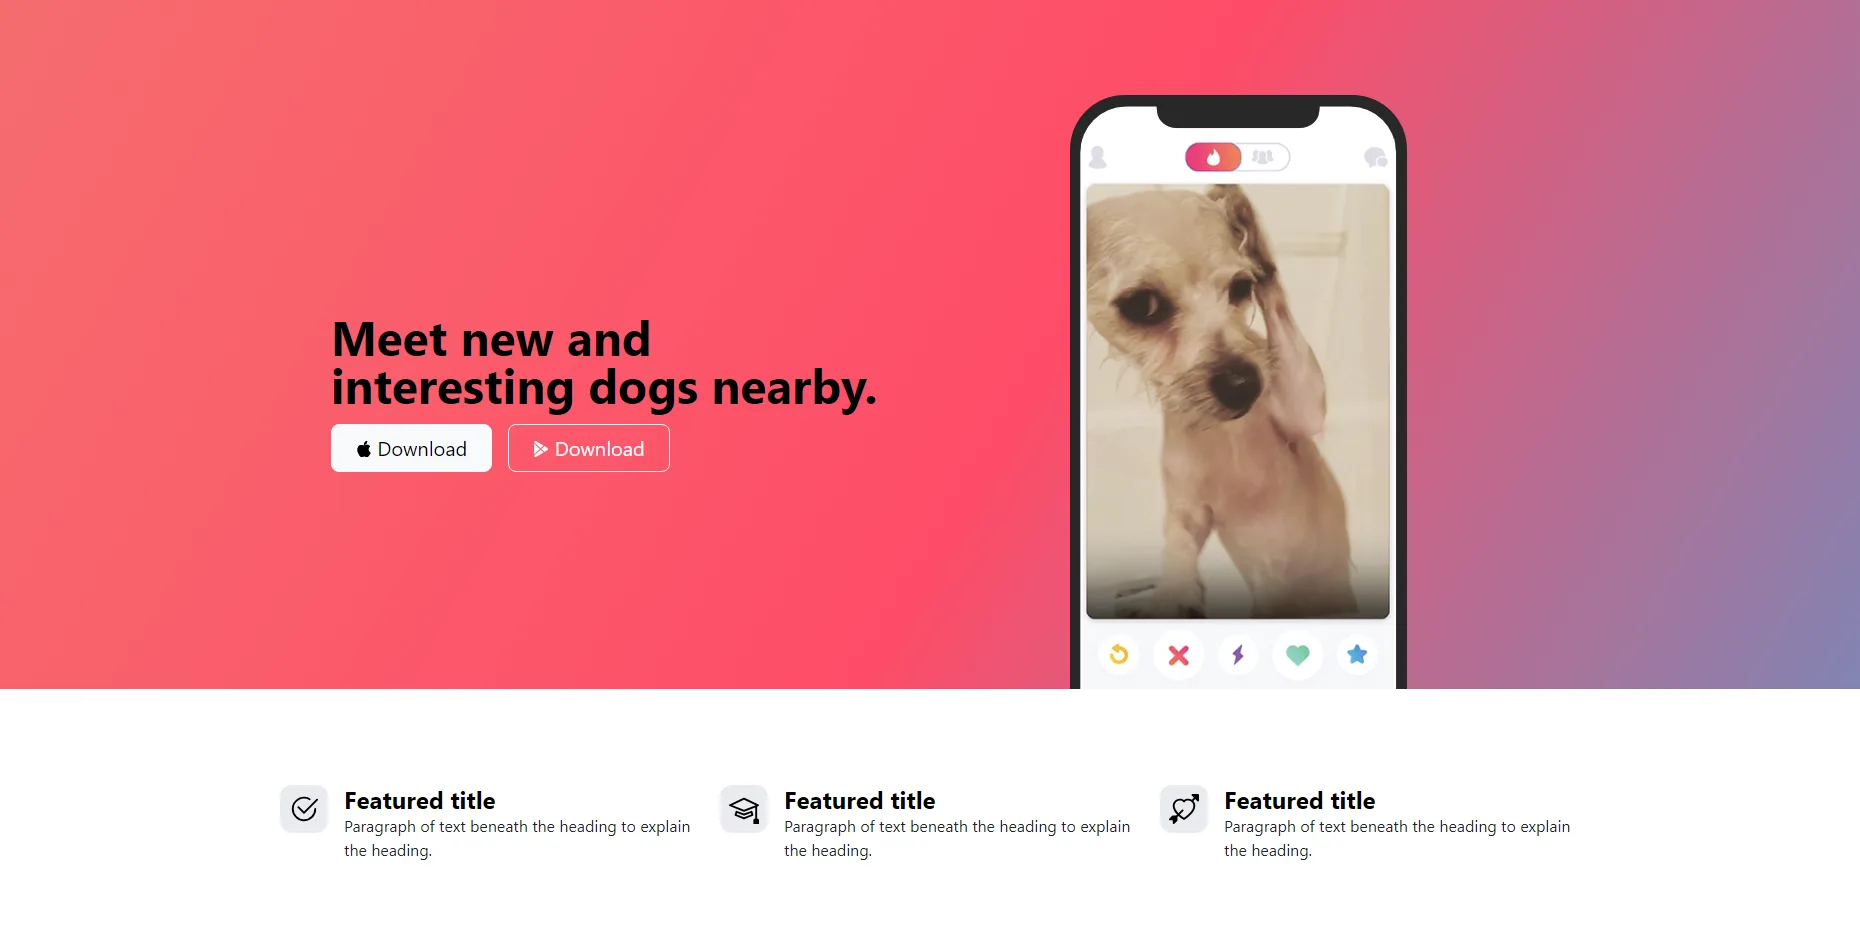 Meet new and
interesting dogs nearby.
Download
Download
Featured title
Paragraph of text beneath the heading to explain
the heading.
Featured title
Paragraph of text beneath the heading to explain
the heading.
Featured title
Paragraph of text beneath the heading to explain
the heading.